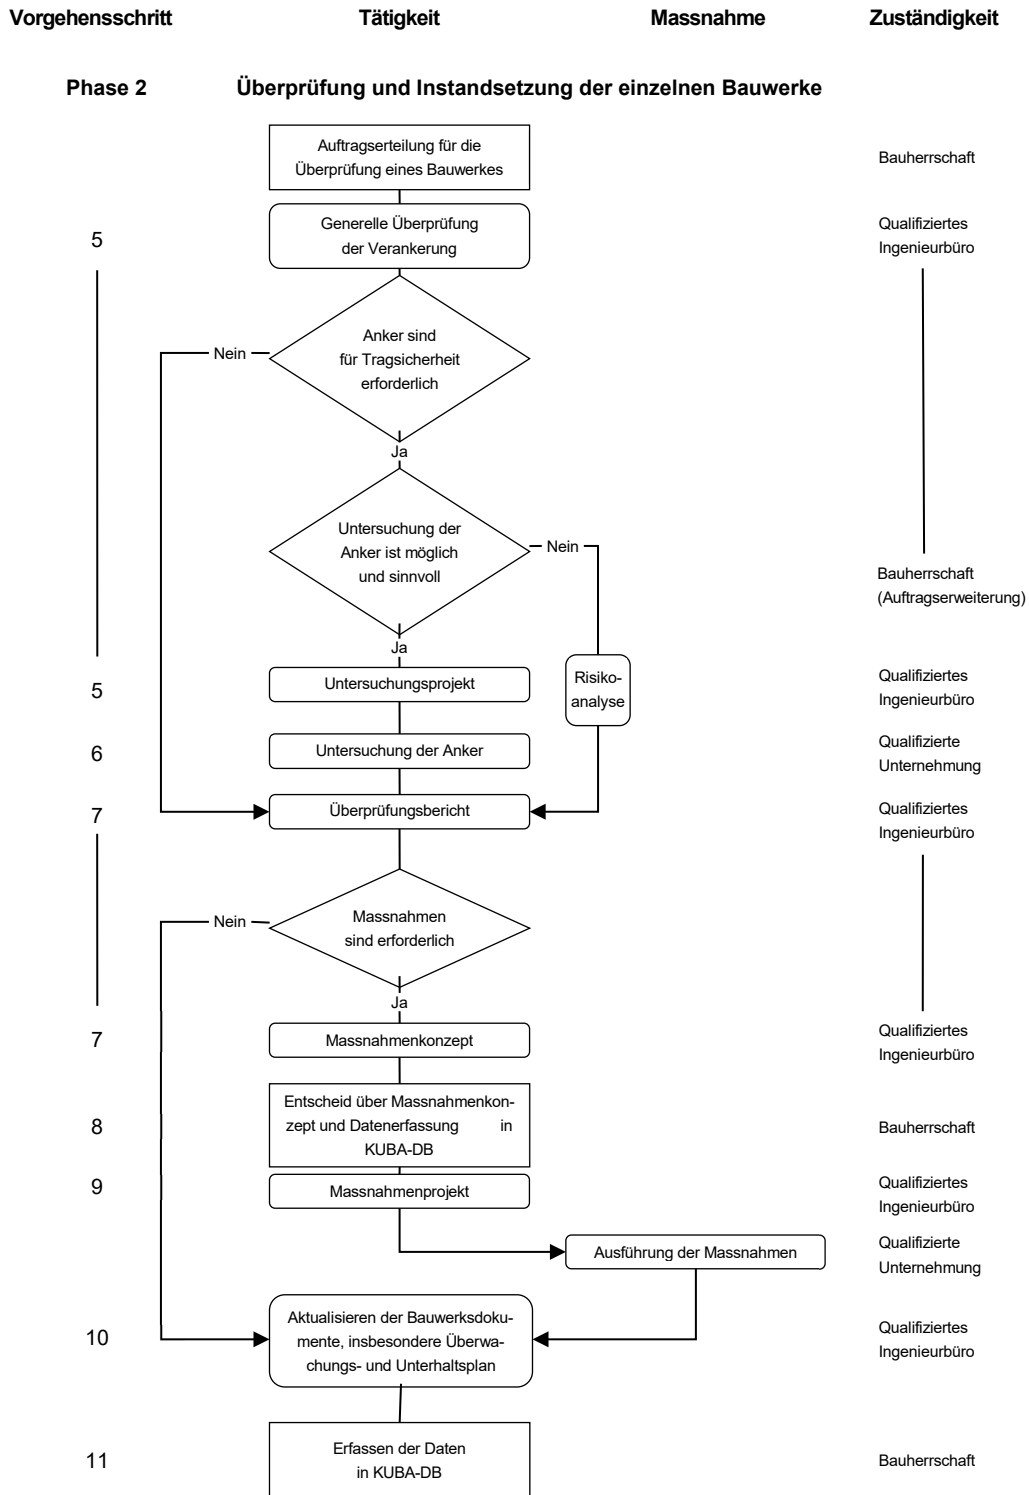 Vorgehensschritt Tätigkeit Massnahme Zuständigkeit
Phase 2 Überprüfung und Instandsetzung der einzelnen Bauwerke
Auftragserteilung für die
Überprüfung eines Bauwerkes
Bauherrschaft
5
Generelle Überprüfung
der Verankerung
Qualifiziertes
Ingenieurbüro
Anker sind
für Tragsicherheit
erforderlich
Nein
Ja
Untersuchung der
Anker ist möglich
und sinnvoll
Nein
Bauherrschaft
(Auftragserweiterung)
Ja
5
Untersuchungsprojekt
Risiko-
analyse
Qualifiziertes
Ingenieurbüro
6
Untersuchung der Anker
Qualifizierte
Unternehmung
7
Überprüfungsbericht
Qualifiziertes
Ingenieurbüro
Nein
Massnahmen
sind erforderlich
Ja
7
Massnahmenkonzept
Qualifiziertes
Ingenieurbüro
8
Entscheid über Massnahmenkon-
zept und Datenerfassung in
KUBA-DB
Bauherrschaft
9
Massnahmenprojekt
Qualifiziertes
Ingenieurbüro
Ausführung der Massnahmen
Qualifizierte
Unternehmung
10
Aktualisieren der Bauwerksdoku-
mente, insbesondere Überwa-
chungs- und Unterhaltsplan
Qualifiziertes
Ingenieurbüro
11
Erfassen der Daten
in KUBA-DB
Bauherrschaft